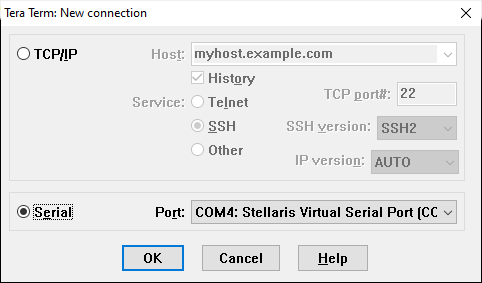 Tera Term: New connection
TCP/IP
Host: myhost.example.com
History
Service: Telnet
TCP port#: 22
SSH
SSH version: SSH2
Other
IP version: AUTO
Serial
Port: COM4: Stellaris Virtual Serial Port (CC
OK Cancel Help